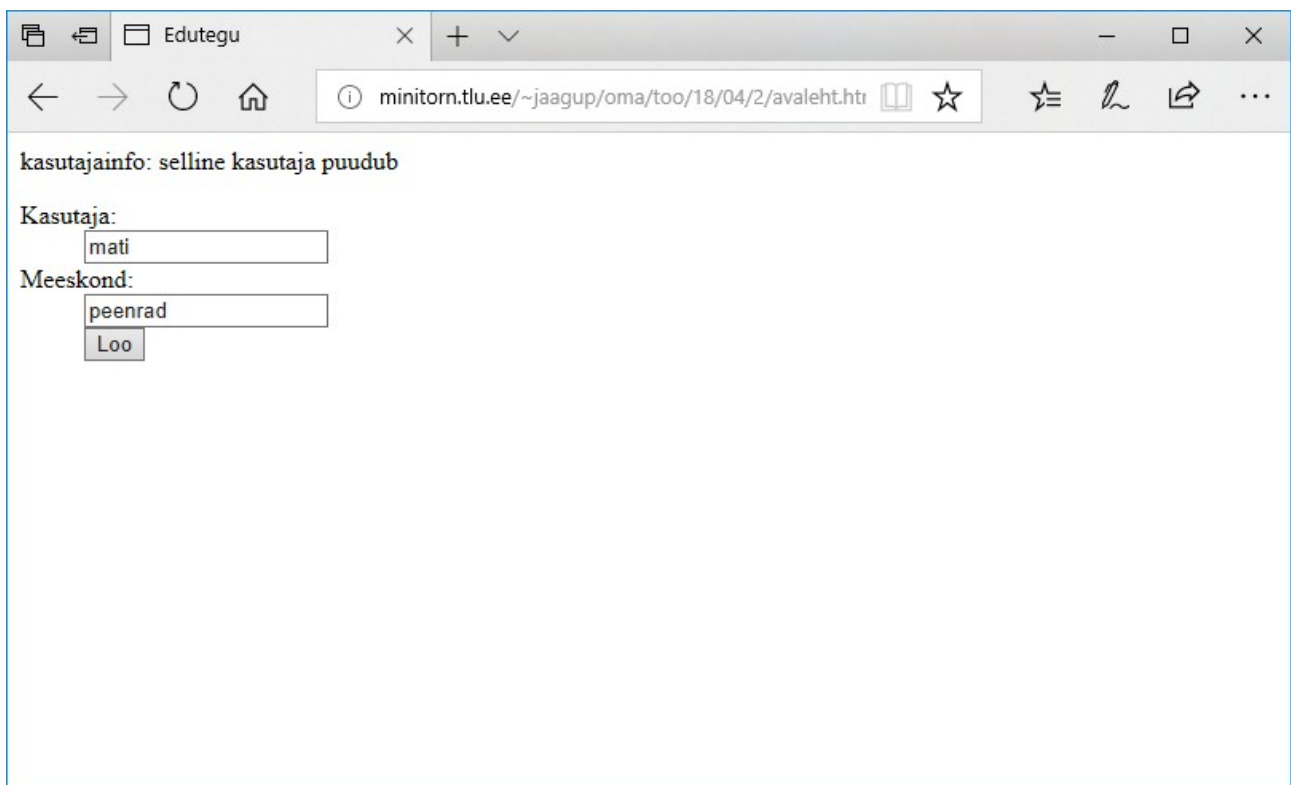 Edutegu
minitorn.tlu.ee/~jaagup/oma/too/18/04/2/avaleht.htr
kasutajainfo: selline kasutaja puudub
Kasutaja:
mati
Meeskond:
peenrad
Loo